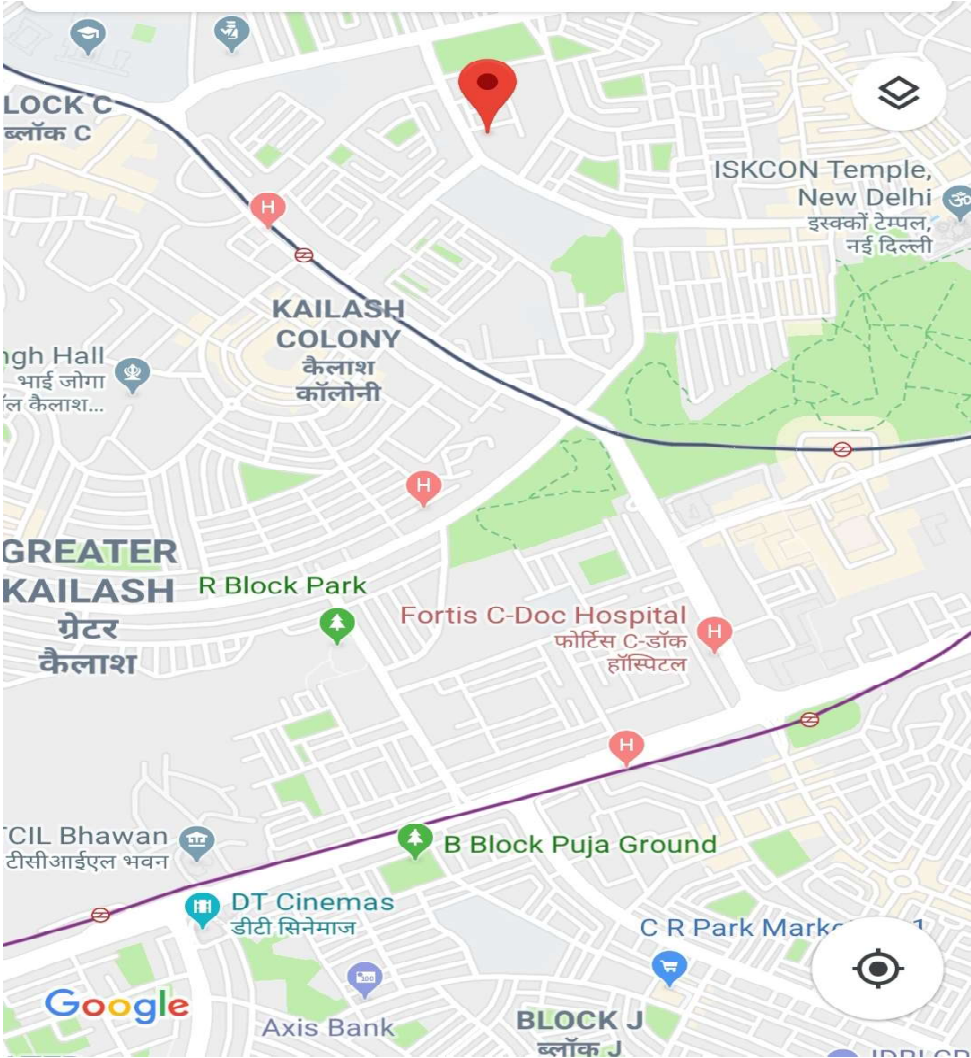 LOCK C
ब्लॉक C
ISKCON Temple,
New Delhi
इस्क्कों टेम्पल,
नई दिल्ली
H
KAILASH
COLONY
कैलाश
कॉलोनी
ngh Hall
भाई जोगा
ल कैलाश...
H
GREATER
KAILASH
ग्रेटर
कैलाश
R Block Park
Fortis C-Doc Hospital
फोर्टिस C-डॉक
हॉस्पिटल
H
H
TCIL Bhawan
टीसीआईएल भवन
B Block Puja Ground
DT Cinemas
डीटी सिनेमाज
C R Park Marke
1
Google
Axis Bank
BLOCK J
ब्लॉक J